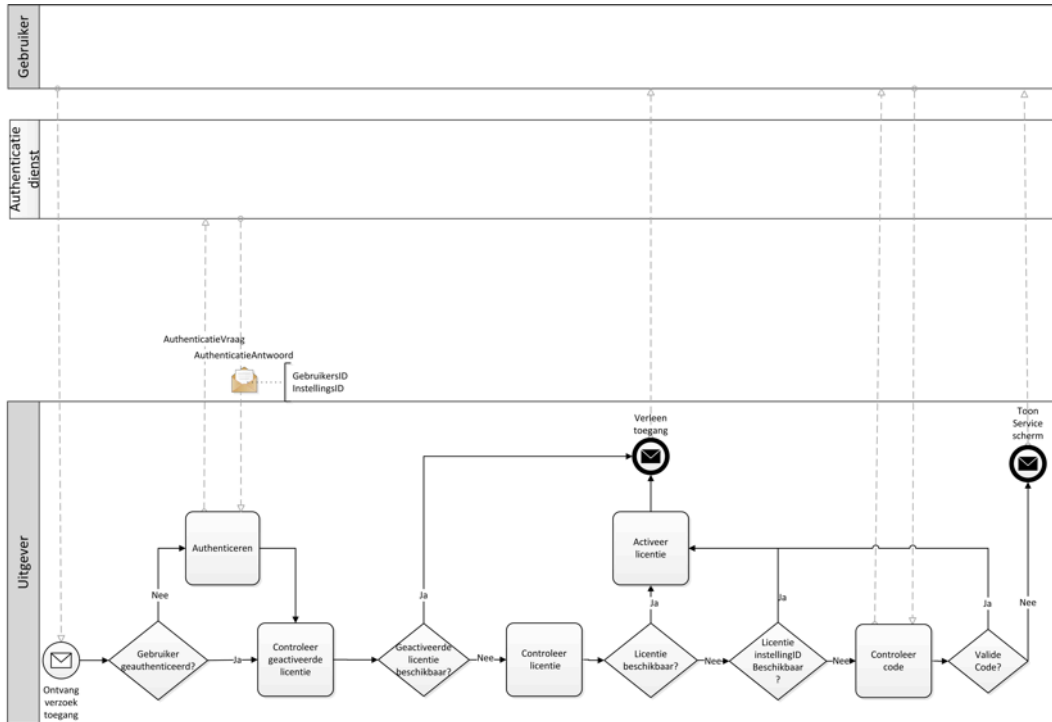 Gebruiker
Authenticatie
dienst
AuthenticatieVraag
AuthenticatieAntwoord
GebruikersID
InstellingsID
Uitgever
Verleen
toegang
Toon
Service
scherm
Authenticeren
Activeer
licentie
Nee
Ja
Ja
Ja
Ja
Nee
Gebruiker
geauthenticeerd?
Ja
Controleer
geactiveerde
licentie
Geactiveerde
licentie
beschikbaar?
Nee
Controleer
licentie
Licentie
beschikbaar?
Nee
Licentie
instellingID
Beschikbaar
?
Nee
Controleer
code
Valide
Code?
Ontvang
verzoek
toegang